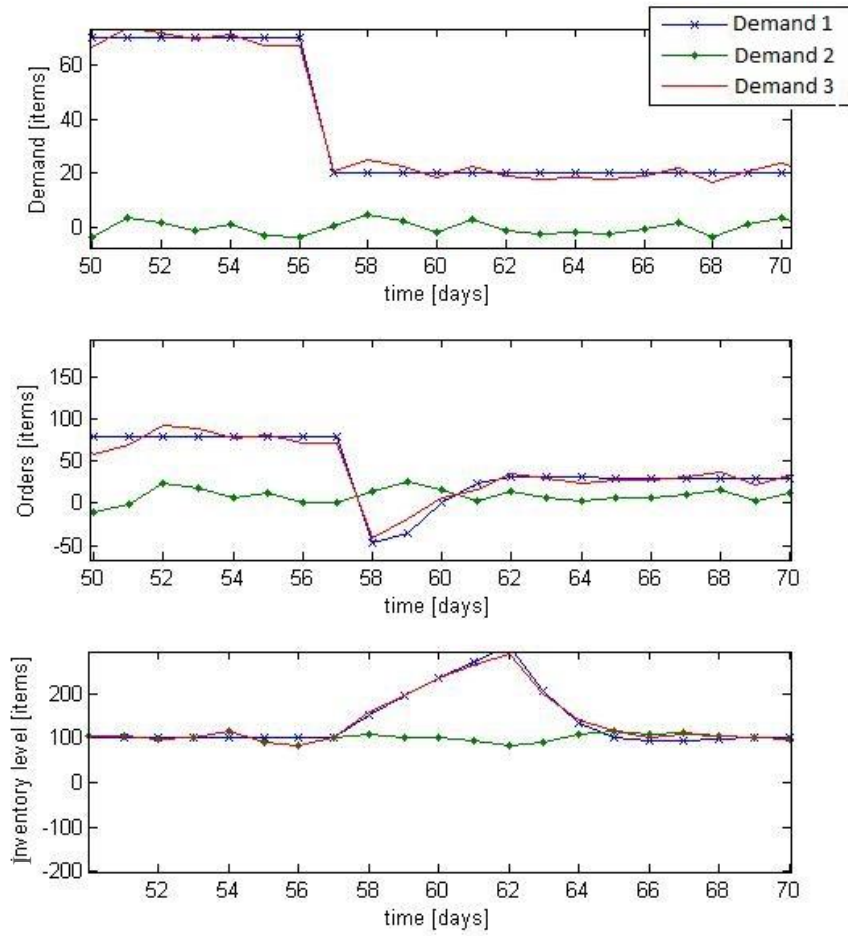 Demand 1
Demand 2
Demand 3
Demand [items]
60
40
20
0
50 52 54 56 58 60 62 64 66 68 70
time [days]
Orders [items]
150
100
50
0
-50
50 52 54 56 58 60 62 64 66 68 70
time [days]
Inventory level [items]
200
100
0
-100
-200
52 54 56 58 60 62 64 66 68 70
time [days]